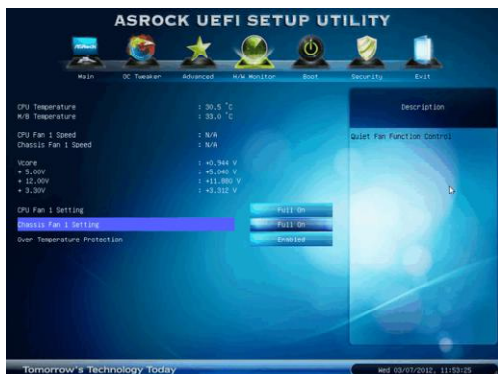 ASROCK UEFI SETUP UTILITY
Main OC Tweaker Advanced H/W Monitor Boot Security Exit
CPU Temperature : 30.5 °C
M/B Temperature : 33.0 °C
CPU Fan 1 Speed : N/A
Chassis Fan 1 Speed : N/A
Vcore : +0.944 V
+ 5.00V : +5.040 V
+ 12.00V : +11.880 V
+ 3.30V : +3.312 V
CPU Fan 1 Setting Full On
Chassis Fan 1 Setting Full On
Over Temperature Protection Enabled
Description
Quiet Fan Function Control
Tomorrow's Technology Today
Wed 03/07/2012, 11:53:25